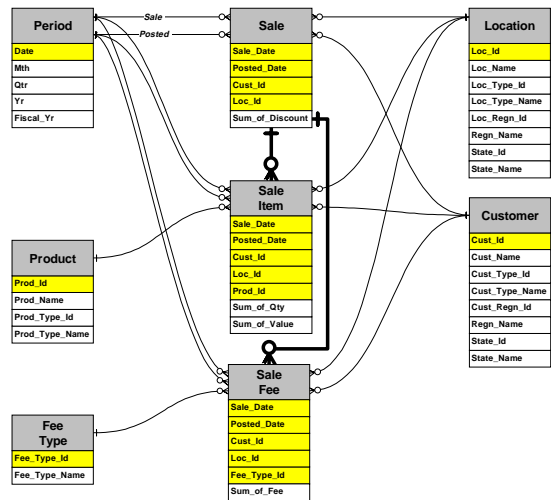 Period
Date
Mth
Qtr
Yr
Fiscal_Yr
Sale
Posted
Sale
Sale_Date
Posted_Date
Cust_Id
Loc_Id
Sum_of_Discount
Location
Loc_Id
Loc_Name
Loc_Type_Id
Loc_Type_Name
Loc_Regn_Id
Regn_Name
State_Id
State_Name
Sale
Item
Sale_Date
Posted_Date
Cust_Id
Loc_Id
Prod_Id
Sum_of_Qty
Sum_of_Value
Customer
Cust_Id
Cust_Name
Cust_Type_Id
Cust_Type_Name
Cust_Regn_Id
Regn_Name
State_Id
State_Name
Product
Prod_Id
Prod_Name
Prod_Type_Id
Prod_Type_Name
Sale
Fee
Sale_Date
Posted_Date
Cust_Id
Loc_Id
Fee_Type_Id
Sum_of_Fee
Fee
Type
Fee_Type_Id
Fee_Type_Name